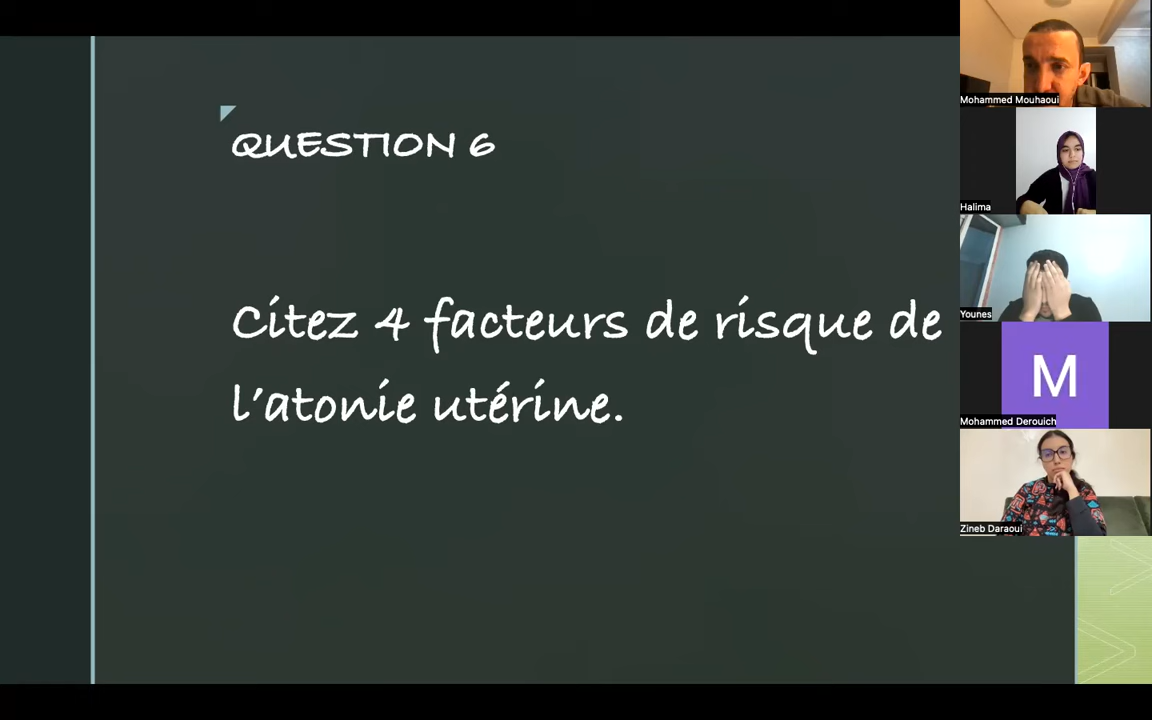 QUESTION 6
Citez 4 facteurs de risque de
l'atonie utérine.
Mohammed Mouhaoui
Halima
Younes
M
Mohammed Derouich
Zineb Daraoui